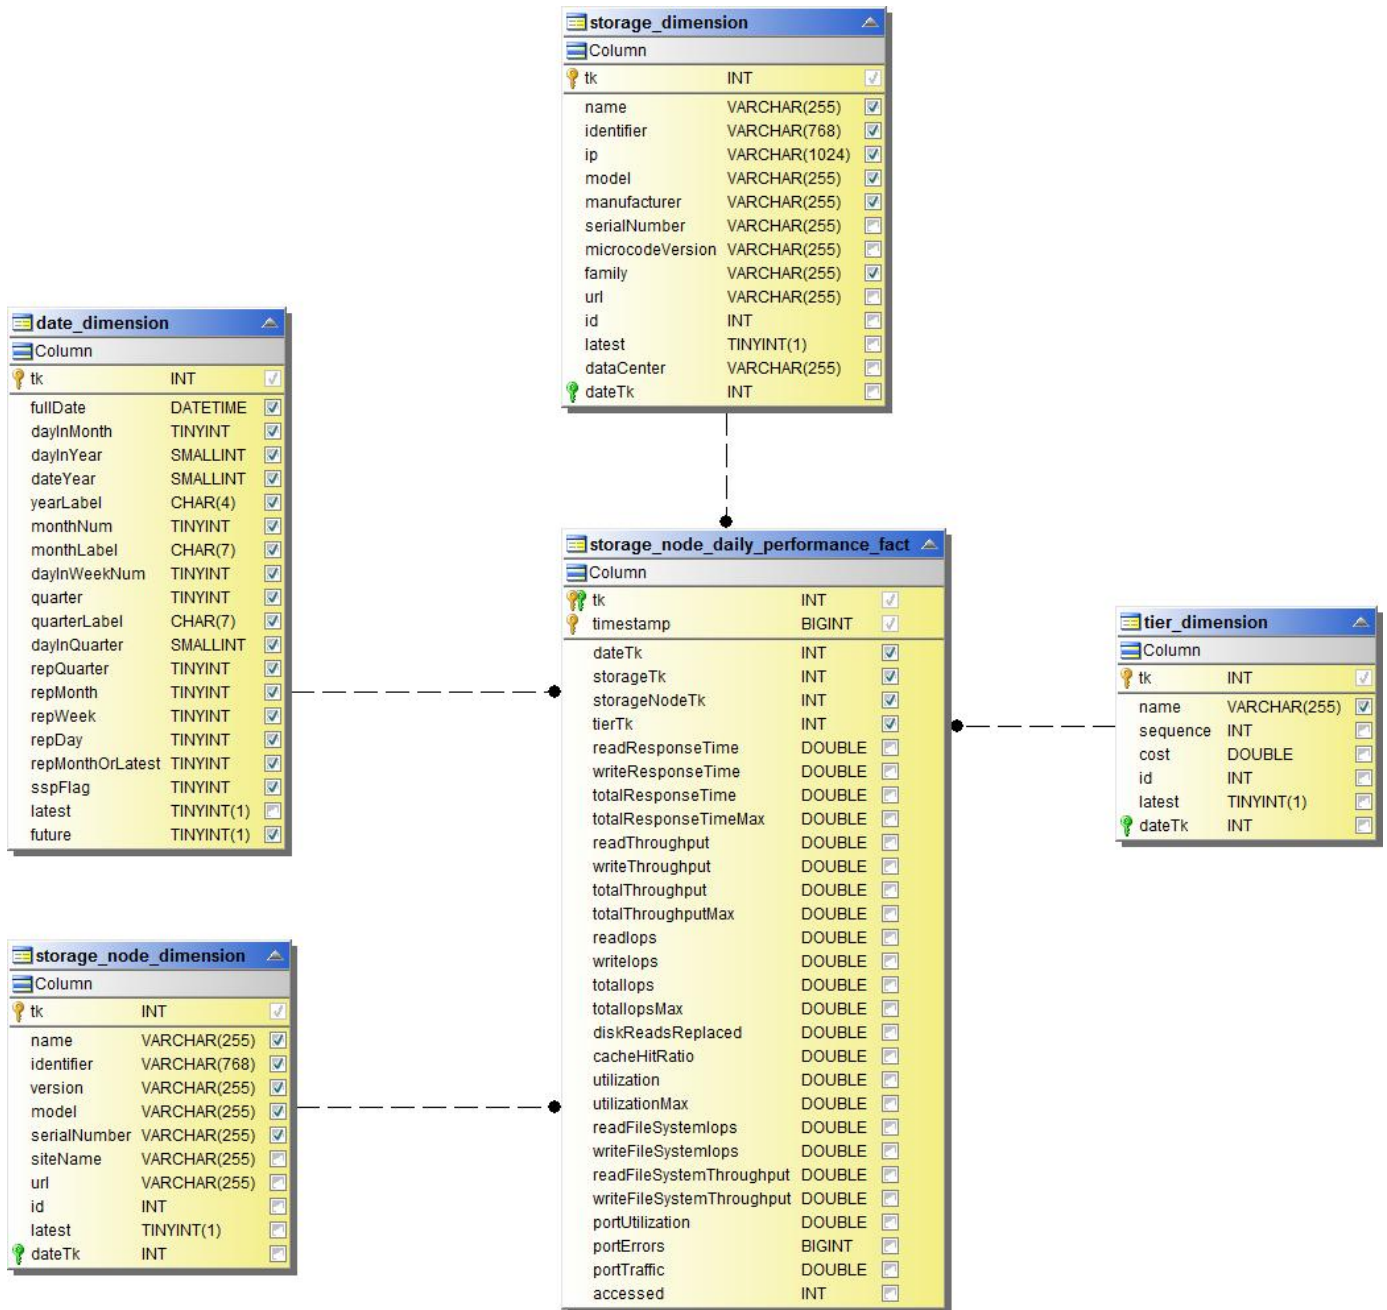 storage_dimension
Column
tk INT
name VARCHAR(255)
identifier VARCHAR(768)
ip VARCHAR(1024)
model VARCHAR(255)
manufacturer VARCHAR(255)
serialNumber VARCHAR(255)
microcodeVersion VARCHAR(255)
family VARCHAR(255)
url VARCHAR(255)
id INT
latest TINYINT(1)
dataCenter VARCHAR(255)
dateTk INT
date_dimension
Column
tk INT
fullDate DATETIME
dayInMonth TINYINT
dayInYear SMALLINT
dateYear SMALLINT
yearLabel CHAR(4)
monthNum TINYINT
monthLabel CHAR(7)
dayInWeekNum TINYINT
quarter TINYINT
quarterLabel CHAR(7)
dayInQuarter SMALLINT
repQuarter TINYINT
repMonth TINYINT
repWeek TINYINT
repDay TINYINT
repMonthOrLatest TINYINT
sspFlag TINYINT
latest TINYINT(1)
future TINYINT(1)
storage_node_daily_performance_fact
Column
tk INT
timestamp BIGINT
dateTk INT
storageTk INT
storageNodeTk INT
tierTk INT
readResponseTime DOUBLE
writeResponseTime DOUBLE
totalResponseTime DOUBLE
totalResponseTimeMax DOUBLE
readThroughput DOUBLE
writeThroughput DOUBLE
totalThroughput DOUBLE
totalThroughputMax DOUBLE
readIops DOUBLE
writeIops DOUBLE
totalIops DOUBLE
totalIopsMax DOUBLE
diskReadsReplaced DOUBLE
cacheHitRatio DOUBLE
utilization DOUBLE
utilizationMax DOUBLE
readFileSystemIops DOUBLE
writeFileSystemIops DOUBLE
readFileSystemThroughput DOUBLE
writeFileSystemThroughput DOUBLE
portUtilization DOUBLE
portErrors BIGINT
portTraffic DOUBLE
accessed INT
tier_dimension
Column
tk INT
name VARCHAR(255)
sequence INT
cost DOUBLE
id INT
latest TINYINT(1)
dateTk INT
storage_node_dimension
Column
tk INT
name VARCHAR(255)
identifier VARCHAR(768)
version VARCHAR(255)
model VARCHAR(255)
serialNumber VARCHAR(255)
siteName VARCHAR(255)
url VARCHAR(255)
id INT
latest TINYINT(1)
dateTk INT